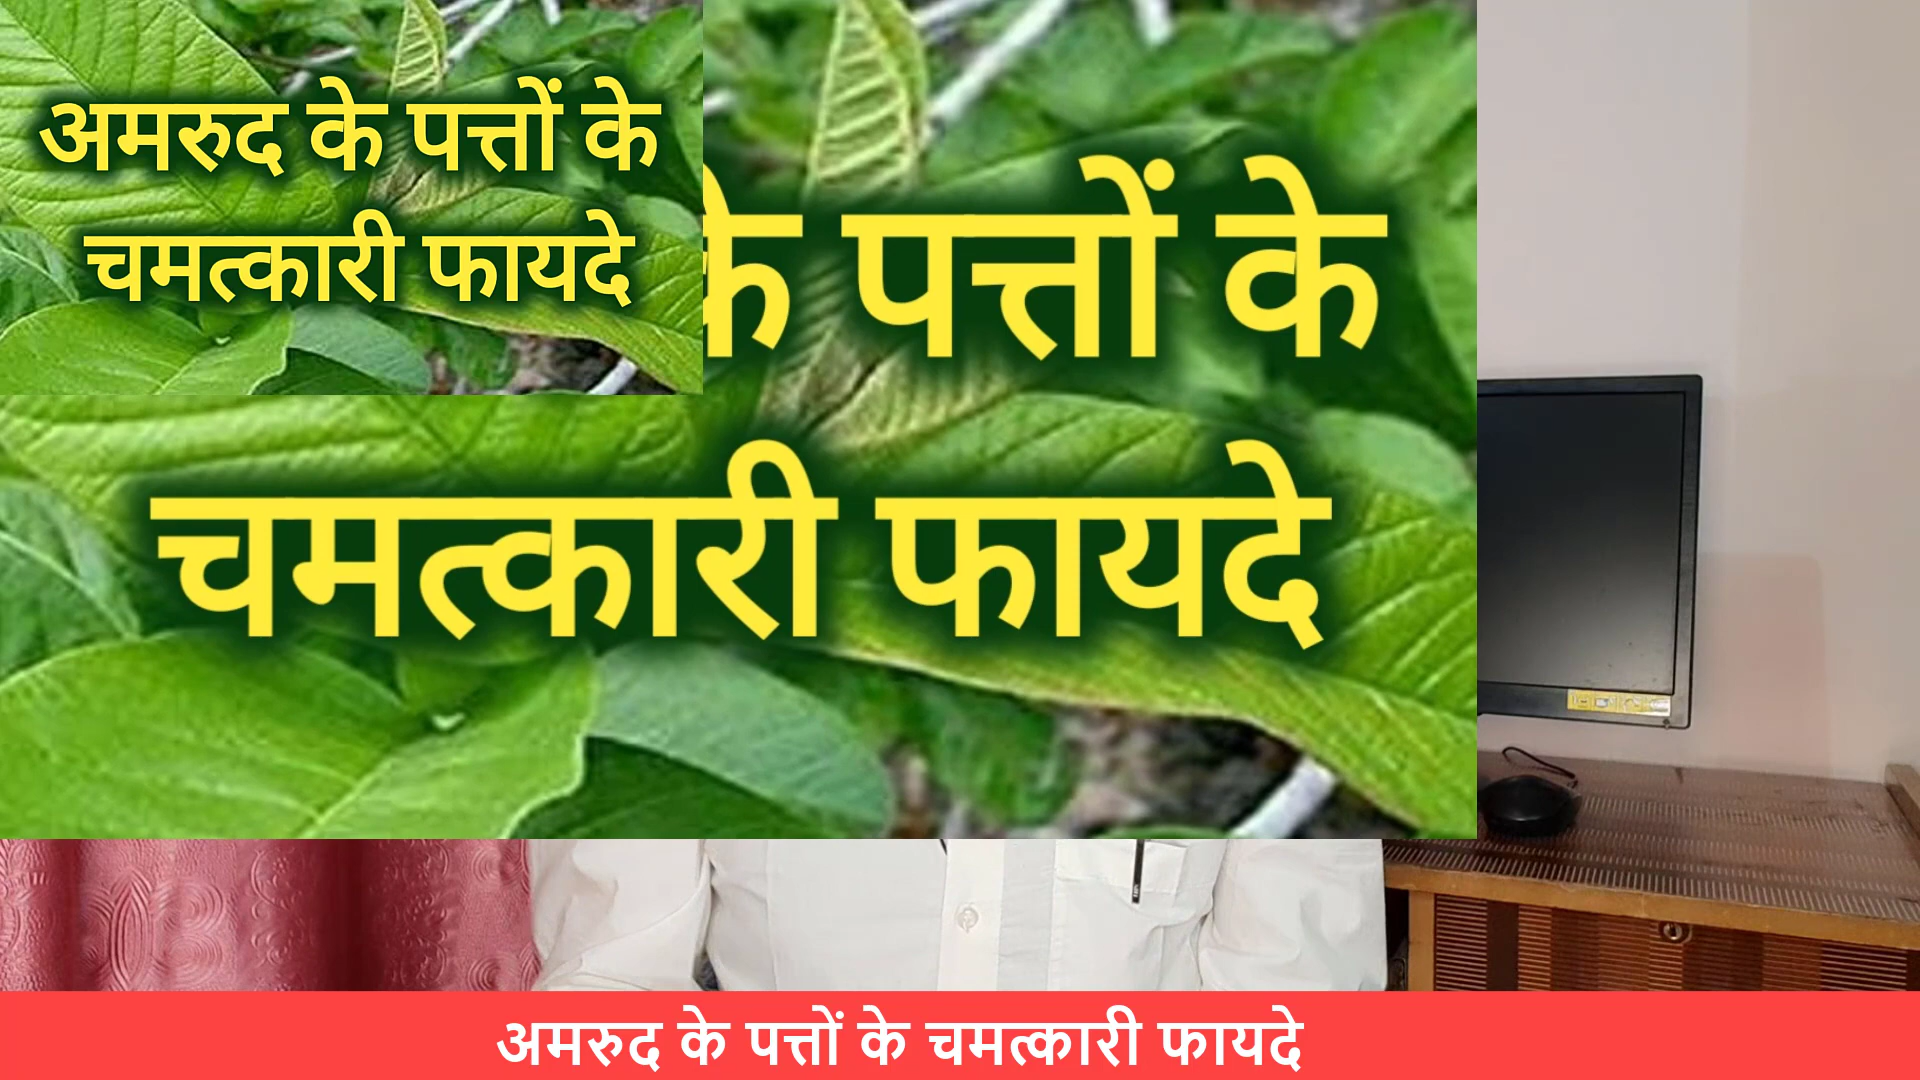 अमरुद के पत्तों के
चमत्कारी फायदे
के पत्तों के
चमत्कारी फायदे
अमरुद के पत्तों के चमत्कारी फायदे